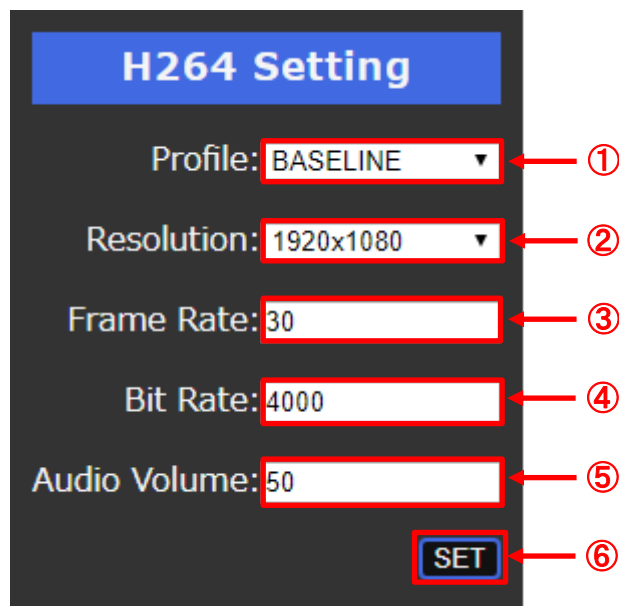 H264 Setting
Profile: BASELINE ▼ ①
Resolution: 1920x1080 ▼ ②
Frame Rate: 30 ③
Bit Rate: 4000 ④
Audio Volume: 50 ⑤
SET ⑥